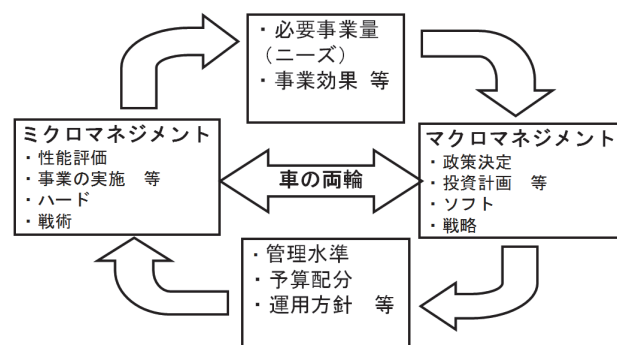 ・必要事業量
（ニーズ）
・事業効果 等
ミクロマネジメント
・性能評価
・事業の実施 等
・ハード
・戦術
車の両輪
マクロマネジメント
・政策決定
・投資計画 等
・ソフト
・戦略
・管理水準
・予算配分
・運用方針 等